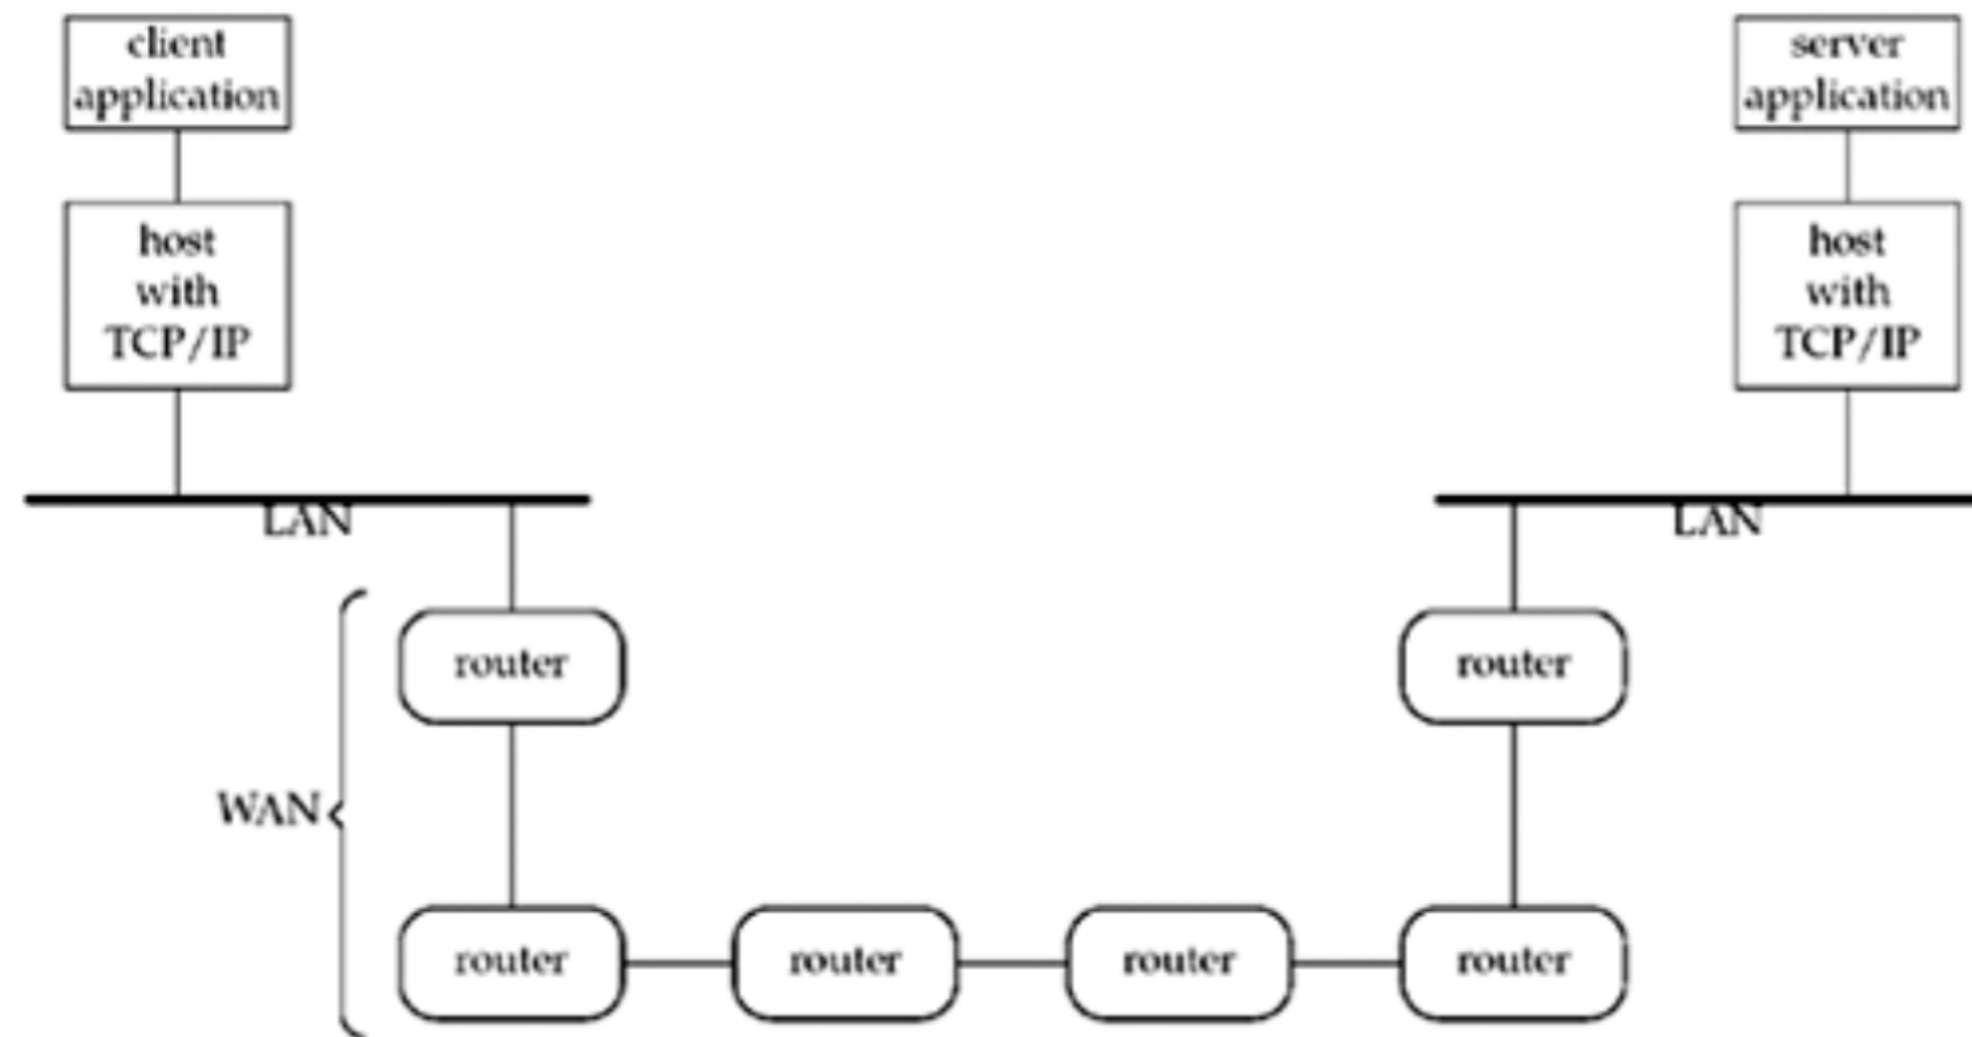 client
application
server
application
host
with
TCP/IP
host
with
TCP/IP
LAN
LAN
router
router
WAN
router
router
router
router